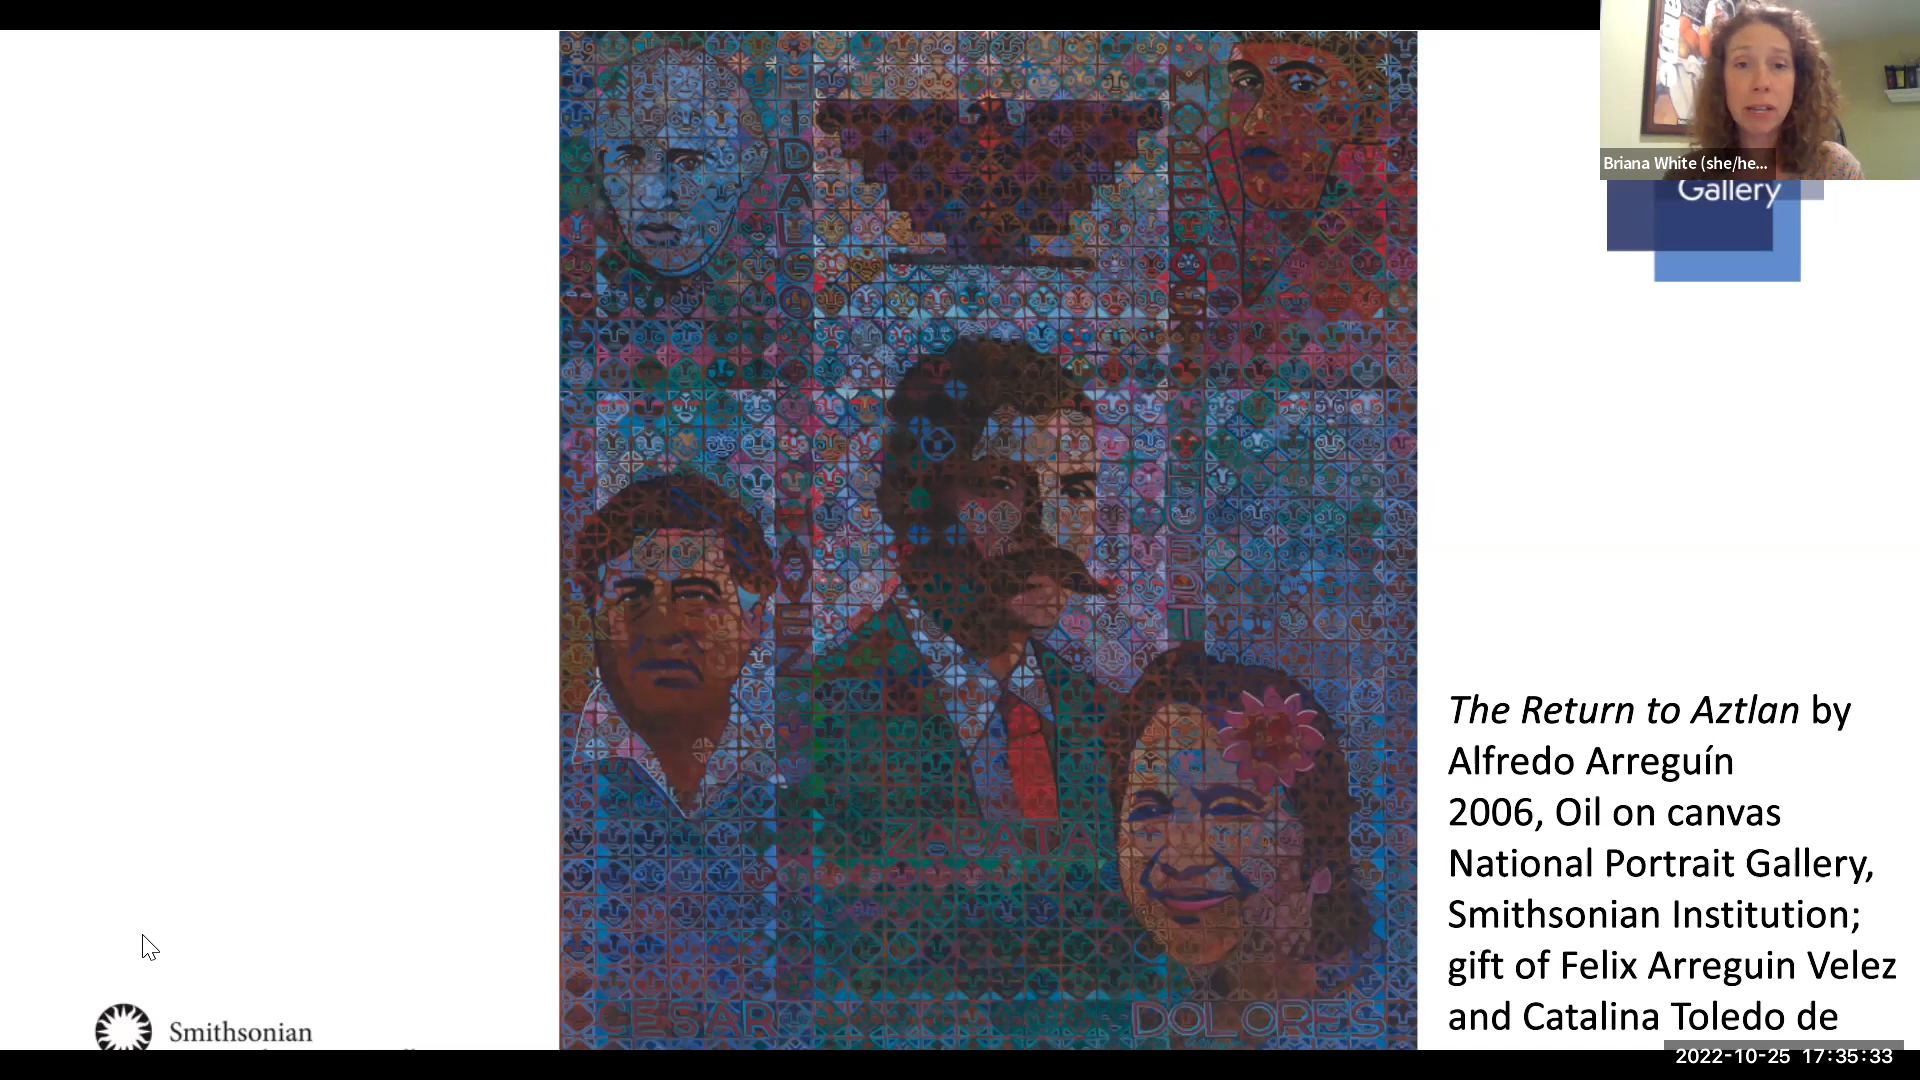 Briana White (she/he...
Gallery
HIDALGO
MORELOS
CHAVEZ
HUERTA
ZAPATA
CESAR
DOLORES
The Return to Aztlan by
Alfredo Arreguín
2006, Oil on canvas
National Portrait Gallery,
Smithsonian Institution;
gift of Felix Arreguin Velez
and Catalina Toledo de
Smithsonian
2022-10-25 17:35:33